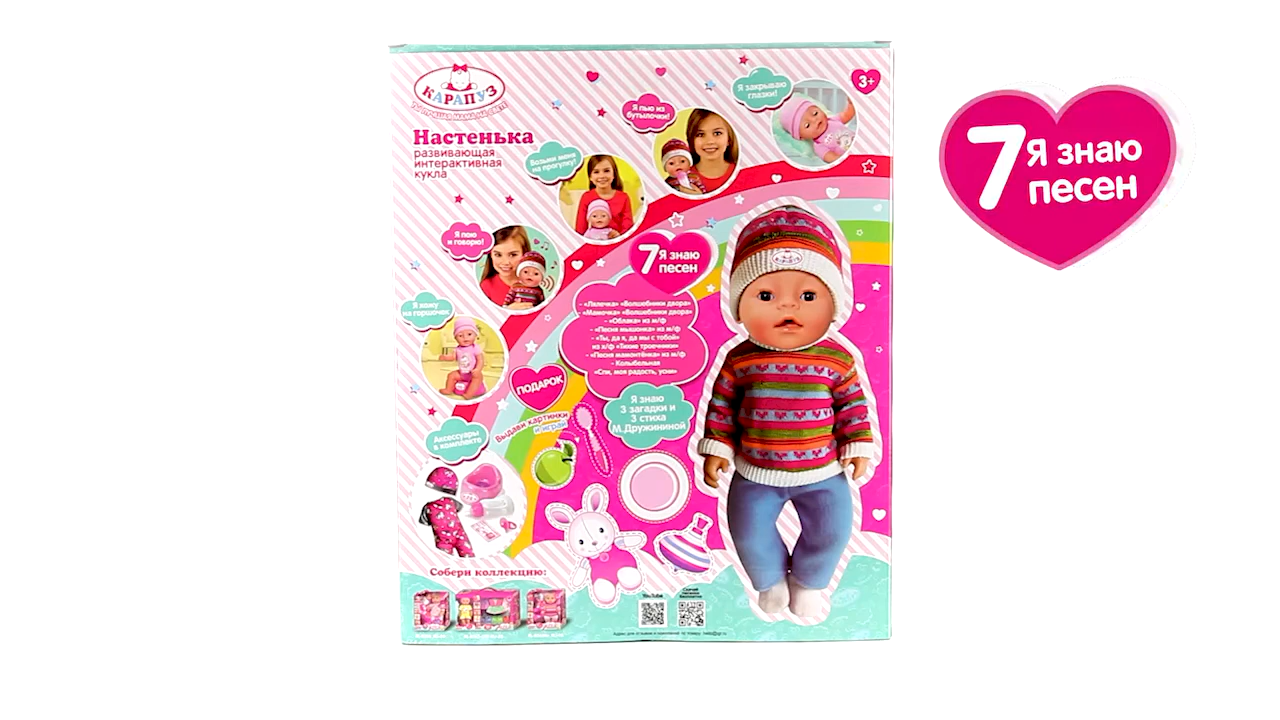 КАРАПУЗ
Настенька
развивающая
интерактивная
кукла
Возьми меня
на прогулку!
Я пью из
бутылочки!
Я закрываю
глазки!
3+
Я пою
и говорю!
Я хожу
на горшочек
7 Я знаю
песен
- «Лялечка» «Волшебники двора»
- «Мамочка» «Волшебники двора»
- «Облака» из м/ф
- «Песня мышонка» из м/ф
- «Ты, да я, да мы с тобой»
из х/ф «Тихие троечники»
- «Песня мамонтёнка» из м/ф
- Колыбельная
«Спи, моя радость, усни»
ПОДАРОК
Выдави картинки
и играй!
Я знаю
3 загадки и
3 стиха
М.Дружининой
Аксессуары
в комплекте
Собери коллекцию:
YouTube
КАРАПУЗ
7 Я знаю
песен